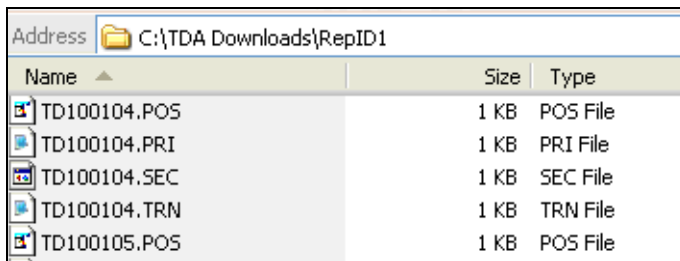 Address C:\TDA Downloads\RepID1
Name Size Type
TD100104.POS 1 KB POS File
TD100104.PRI 1 KB PRI File
TD100104.SEC 1 KB SEC File
TD100104.TRN 1 KB TRN File
TD100105.POS 1 KB POS File